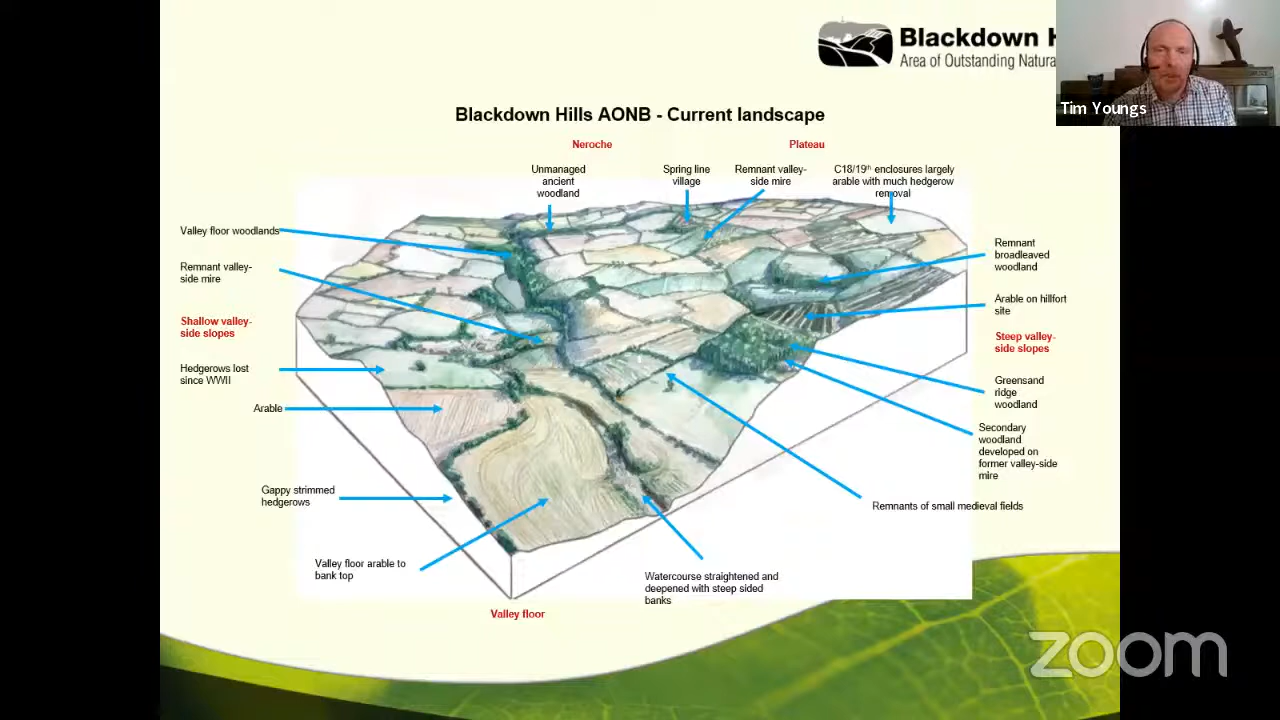 Blackdown
Area of Outstanding Natura
Tim Youngs
Blackdown Hills AONB - Current landscape
Neroche
Plateau
Unmanaged
ancient
woodland
Spring line
village
Remnant valley-
side mire
C18/19th enclosures largely
arable with much hedgerow
removal
Valley floor woodlands
Remnant valley-
side mire
Shallow valley-
side slopes
Hedgerows lost
since WWII
Arable
Gappy strimmed
hedgerows
Valley floor arable to
bank top
Valley floor
Watercourse straightened and
deepened with steep sided
banks
Remnant
broadleaved
woodland
Arable on hillfort
site
Steep valley-
side slopes
Greensand
ridge
woodland
Secondary
woodland
developed on
former valley-side
mire
Remnants of small medieval fields
zoom